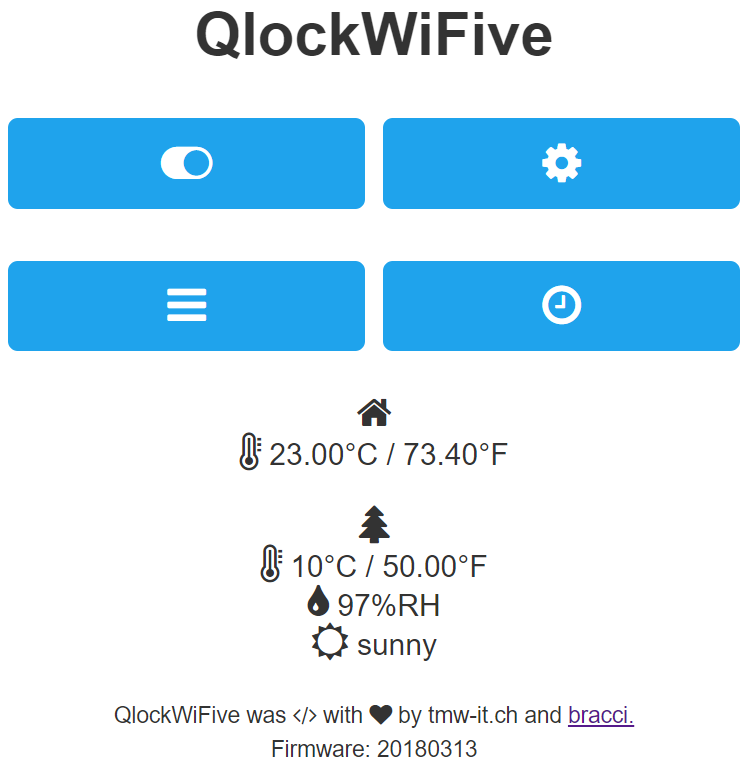 QlockWiFive
23.00°C / 73.40°F
10°C / 50.00°F
97%RH
sunny
QlockWiFive was </> with ♥ by tmw-it.ch and bracci.
Firmware: 20180313